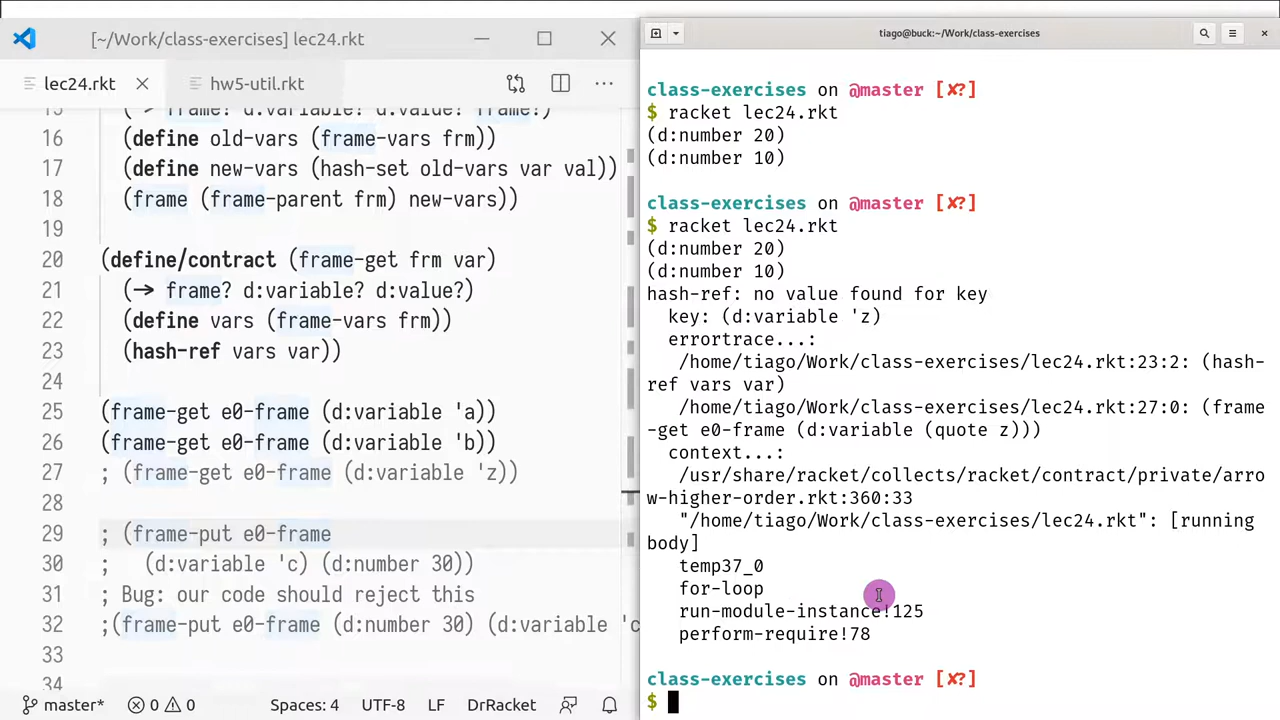 [~/Work/class-exercises] lec24.rkt
lec24.rkt
hw5-util.rkt
15 (-> frame? d:variable? d:value? frame?)
16 (define old-vars (frame-vars frm))
17 (define new-vars (hash-set old-vars var val))
18 (frame (frame-parent frm) new-vars))
19
20 (define/contract (frame-get frm var)
21 (→ frame? d:variable? d:value?)
22 (define vars (frame-vars frm))
23 (hash-ref vars var))
24
25 (frame-get e0-frame (d:variable 'a))
26 (frame-get e0-frame (d:variable 'b))
27 ; (frame-get e0-frame (d:variable 'z))
28
29 ; (frame-put e0-frame
30 ;   (d:variable 'c) (d:number 30))
31 ; Bug: our code should reject this
32 ;(frame-put e0-frame (d:number 30) (d:variable 'c
33
34
master* 0 0 Spaces: 4 UTF-8 LF DrRacket
tiago@buck:~/Work/class-exercises
class-exercises on @master [✘?]
$ racket lec24.rkt
(d:number 20)
(d:number 10)
class-exercises on @master [✘?]
$ racket lec24.rkt
(d:number 20)
(d:number 10)
hash-ref: no value found for key
key: (d:variable 'z)
errortrace...:
/home/tiago/Work/class-exercises/lec24.rkt:23:2: (hash-
ref vars var)
/home/tiago/Work/class-exercises/lec24.rkt:27:0: (frame
-get e0-frame (d:variable (quote z)))
context...:
/usr/share/racket/collects/racket/contract/private/arro
w-higher-order.rkt:360:33
"/home/tiago/Work/class-exercises/lec24.rkt": [running
body]
temp37_0
for-loop
run-module-instance!125
perform-require!78
class-exercises on @master [✘?]
$